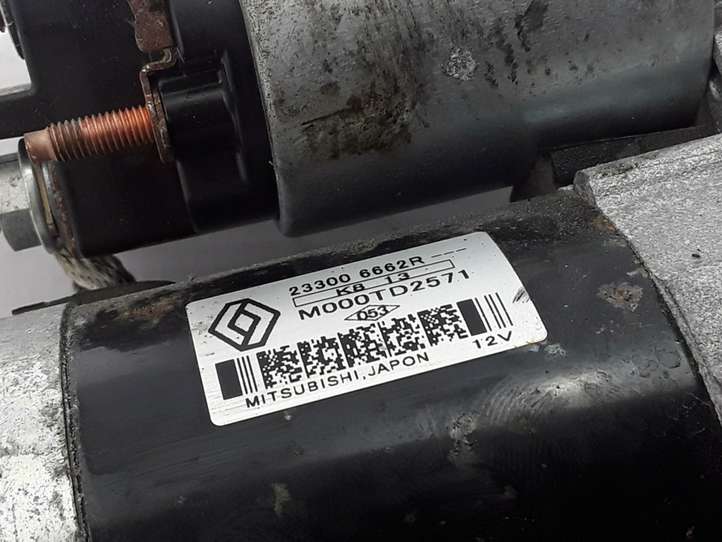 23300 6662R---
K8 13
M000TD2571
053
12V
MITSUBISHI,JAPON